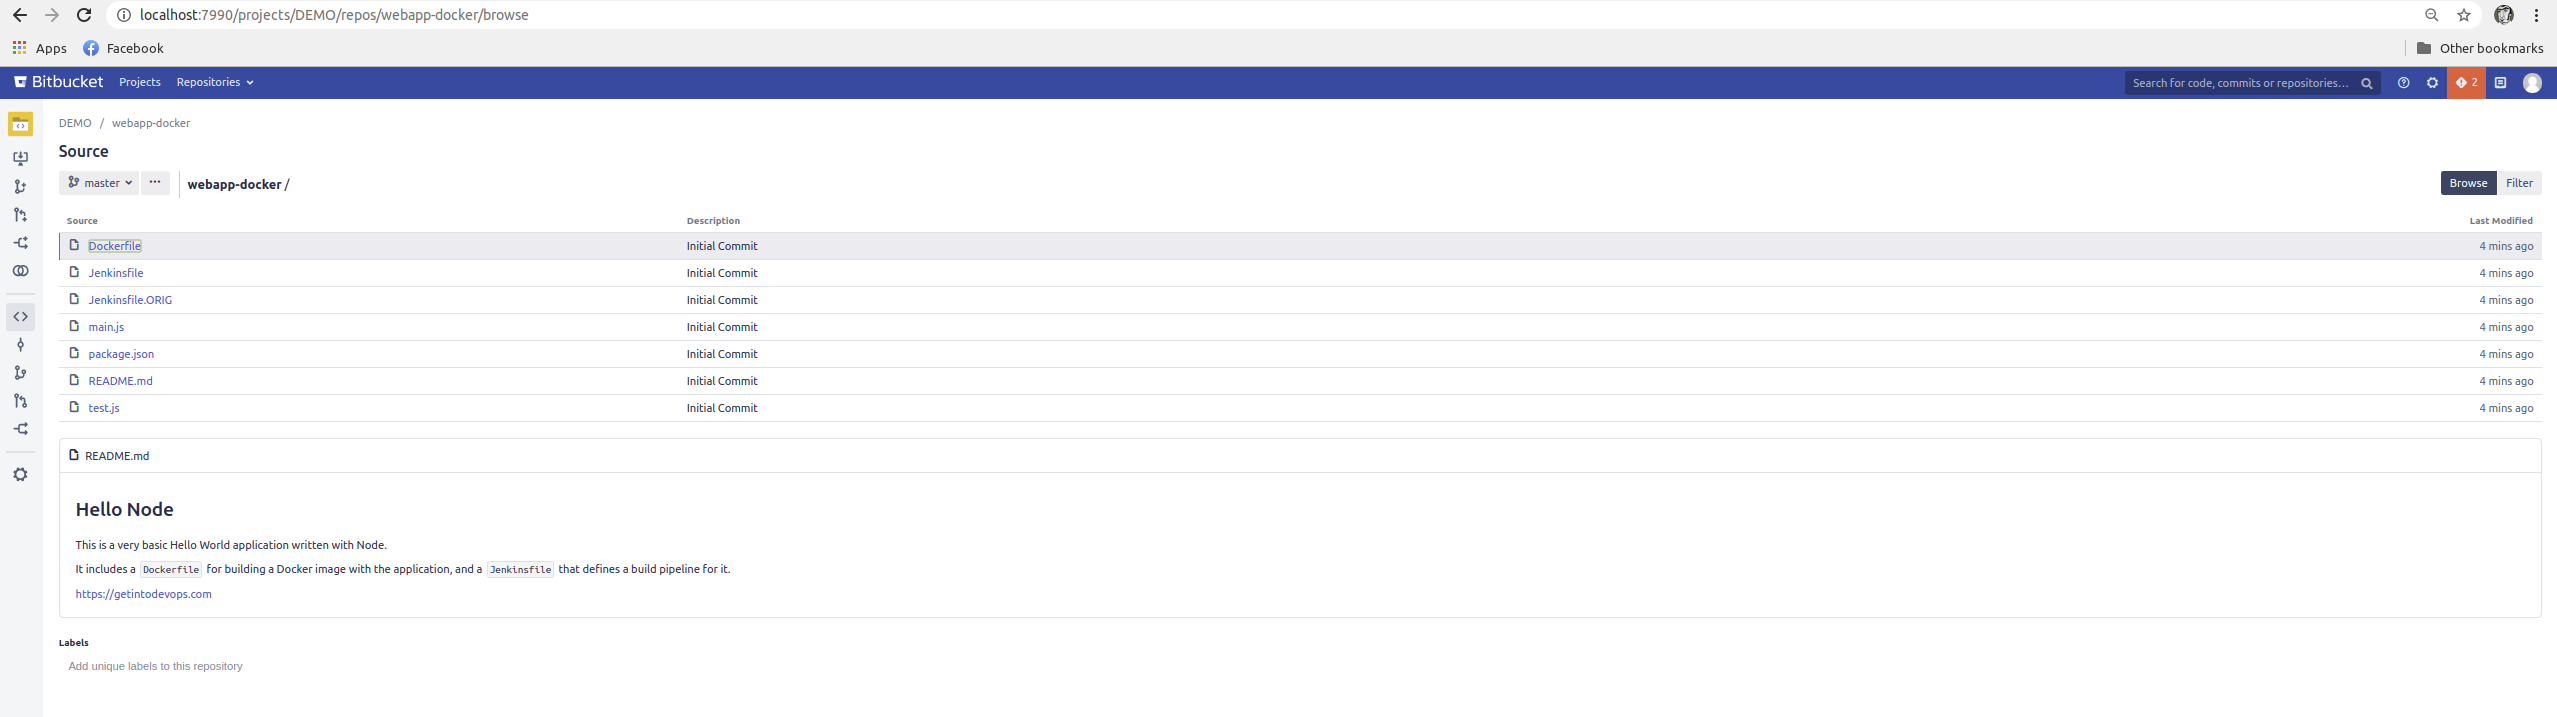 localhost:7990/projects/DEMO/repos/webapp-docker/browse
Apps Facebook Other bookmarks
Bitbucket Projects Repositories Search for code, commits or repositories... 2
DEMO / webapp-docker
Source
master ... webapp-docker / Browse Filter
Source Description Last Modified
Dockerfile Initial Commit 4 mins ago
Jenkinsfile Initial Commit 4 mins ago
Jenkinsfile.ORIG Initial Commit 4 mins ago
main.js Initial Commit 4 mins ago
package.json Initial Commit 4 mins ago
README.md Initial Commit 4 mins ago
test.js Initial Commit 4 mins ago
README.md
Hello Node
This is a very basic Hello World application written with Node.
It includes a Dockerfile for building a Docker image with the application, and a Jenkinsfile that defines a build pipeline for it.
https://getintodevops.com
Labels
Add unique labels to this repository